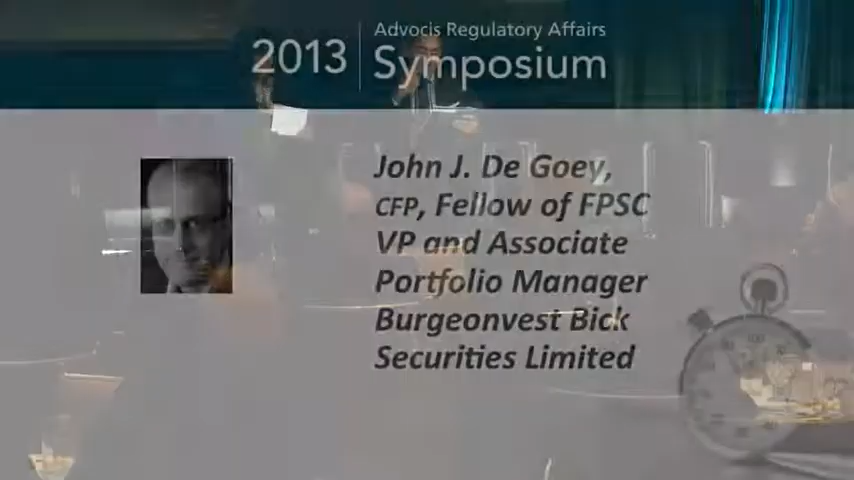 2013
Advocis Regulatory Affairs
Symposium
John J. De Goey,
CFP, Fellow of FPSC
VP and Associate
Portfolio Manager
Burgeonvest Bick
Securities Limited